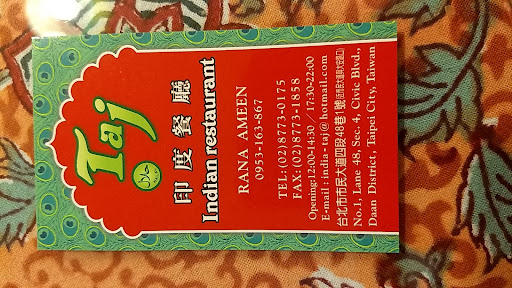 Taj
印度餐廳
Indian restaurant
RANA AMEEN
0953-163-867
TEL:(02)8773-0175
FAX:(02)8773-1858
Opening:12:00-14:30 / 17:30-22:00
E-mail : india-taj@hotmail.com
台北市市民大道四段48巷1號
No.1, Lane 48, Sec.4, Civic Blvd.,
Daan District, Taipei City, Taiwan